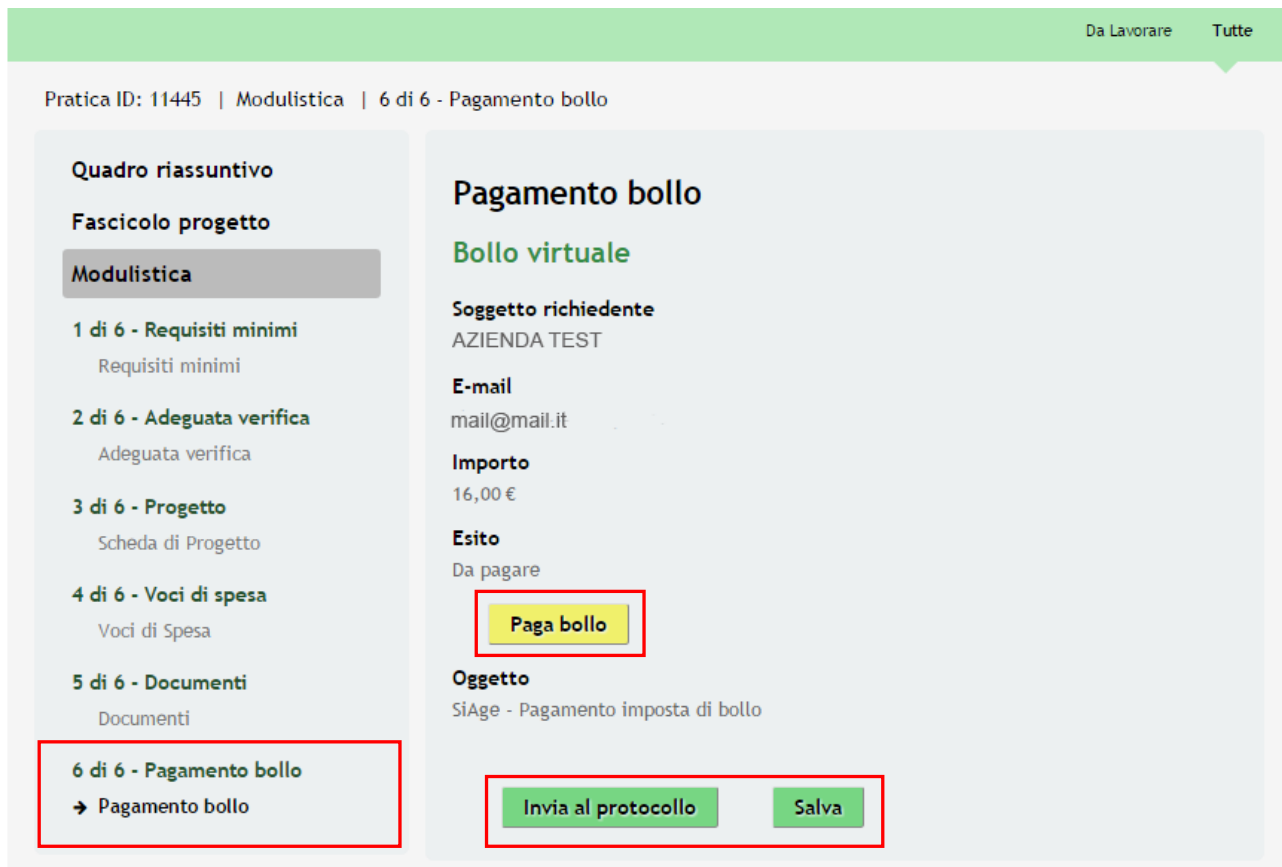 Da Lavorare Tutte
Pratica ID: 11445 | Modulistica | 6 di 6 - Pagamento bollo
Quadro riassuntivo
Fascicolo progetto
Modulistica
1 di 6 - Requisiti minimi
Requisiti minimi
2 di 6 - Adeguata verifica
Adeguata verifica
3 di 6 - Progetto
Scheda di Progetto
4 di 6 - Voci di spesa
Voci di Spesa
5 di 6 - Documenti
Documenti
6 di 6 - Pagamento bollo
➔ Pagamento bollo
Pagamento bollo
Bollo virtuale
Soggetto richiedente
AZIENDA TEST
E-mail
mail@mail.it
Importo
16,00 €
Esito
Da pagare
Paga bollo
Oggetto
SiAge - Pagamento imposta di bollo
Invia al protocollo Salva